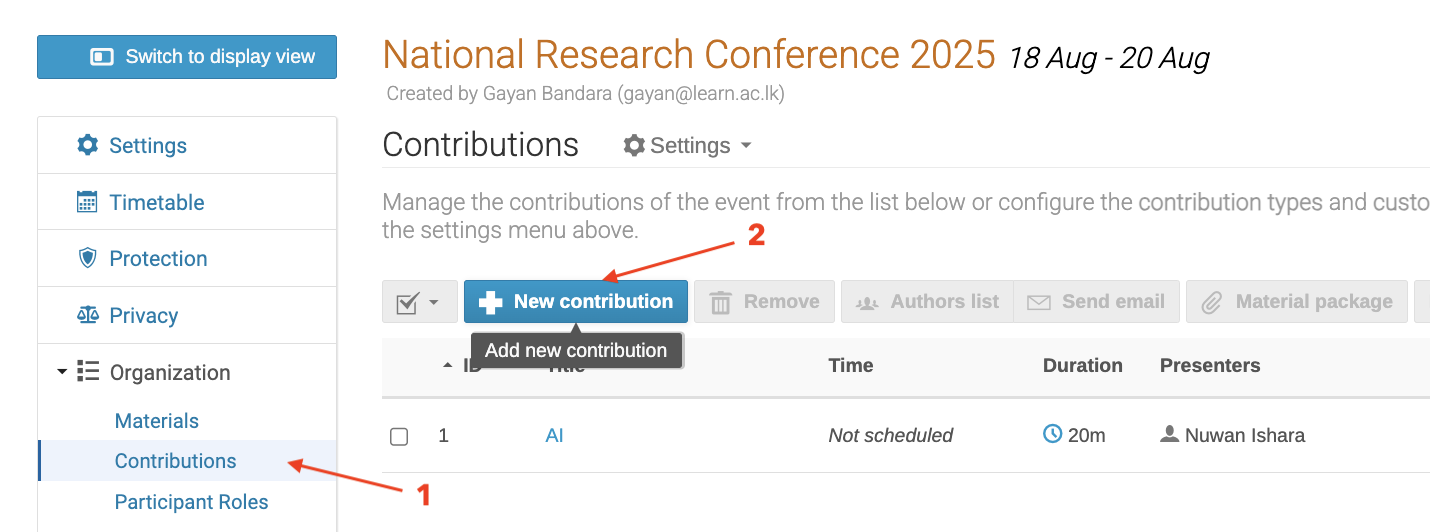 Switch to display view
National Research Conference 2025 18 Aug - 20 Aug
Created by Gayan Bandara (gayan@learn.ac.lk)
Settings
Timetable
Protection
Privacy
Organization
Materials
Contributions
Participant Roles
1
Contributions Settings
Manage the contributions of the event from the list below or configure the contribution types and custo
the settings menu above.
2
New contribution Remove Authors list Send email Material package
Add new contribution
ID Title Time Duration Presenters
1 AI Not scheduled 20m Nuwan Ishara